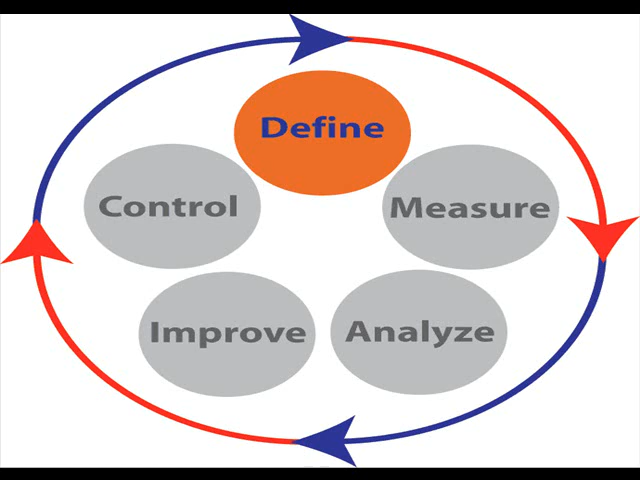 Define
Control
Measure
Improve
Analyze